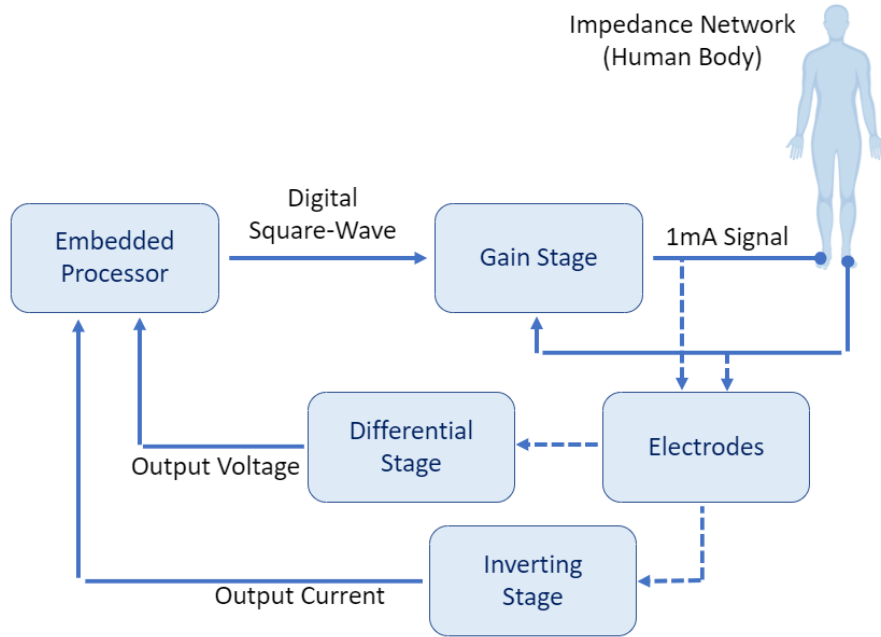 Impedance Network
(Human Body)
Digital
Square-Wave
Embedded
Processor
Gain Stage
1mA Signal
Differential
Stage
Electrodes
Output Voltage
Inverting
Stage
Output Current